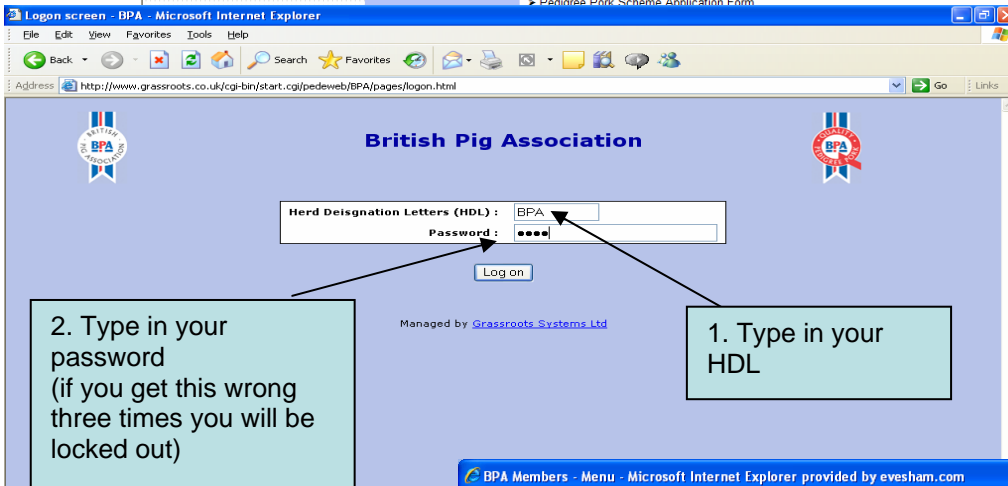 ➤ Pedigree Pork Scheme Application Form
Logon screen - BPA - Microsoft Internet Explorer
File Edit View Favorites Tools Help
Back Search Favorites
Address http://www.grassroots.co.uk/cgi-bin/start.cgi/pedeweb/BPA/pages/logon.html Go Links
BRITISH
BPA
PIG ASSOCIATION
British Pig Association
QUALITY
BPA
PEDIGREE PORK
Herd Deisgnation Letters (HDL) : BPA
Password : ••••
Log on
Managed by Grassroots Systems Ltd
2. Type in your
password
(if you get this wrong
three times you will be
locked out)
1. Type in your
HDL
BPA Members - Menu - Microsoft Internet Explorer provided by evesham.com